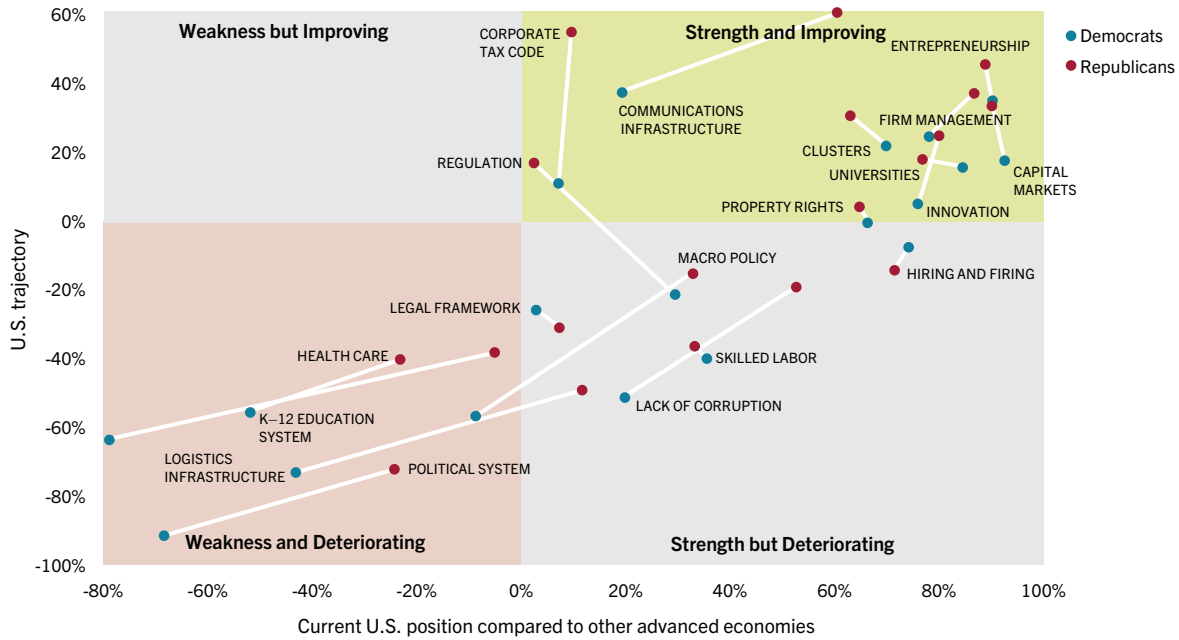 60%
40%
20%
0%
-20%
-40%
-60%
-80%
-100%
U.S. trajectory
Weakness but Improving
Strength and Improving
Weakness and Deteriorating
Strength but Deteriorating
CORPORATE
TAX CODE
COMMUNICATIONS
INFRASTRUCTURE
ENTREPRENEURSHIP
FIRM MANAGEMENT
CLUSTERS
UNIVERSITIES
CAPITAL
MARKETS
REGULATION
PROPERTY RIGHTS
INNOVATION
MACRO POLICY
HIRING AND FIRING
LEGAL FRAMEWORK
HEALTH CARE
SKILLED LABOR
LACK OF CORRUPTION
K–12 EDUCATION
SYSTEM
LOGISTICS
INFRASTRUCTURE
POLITICAL SYSTEM
-80%
-60%
-40%
-20%
0%
20%
40%
60%
80%
100%
Current U.S. position compared to other advanced economies
Democrats
Republicans